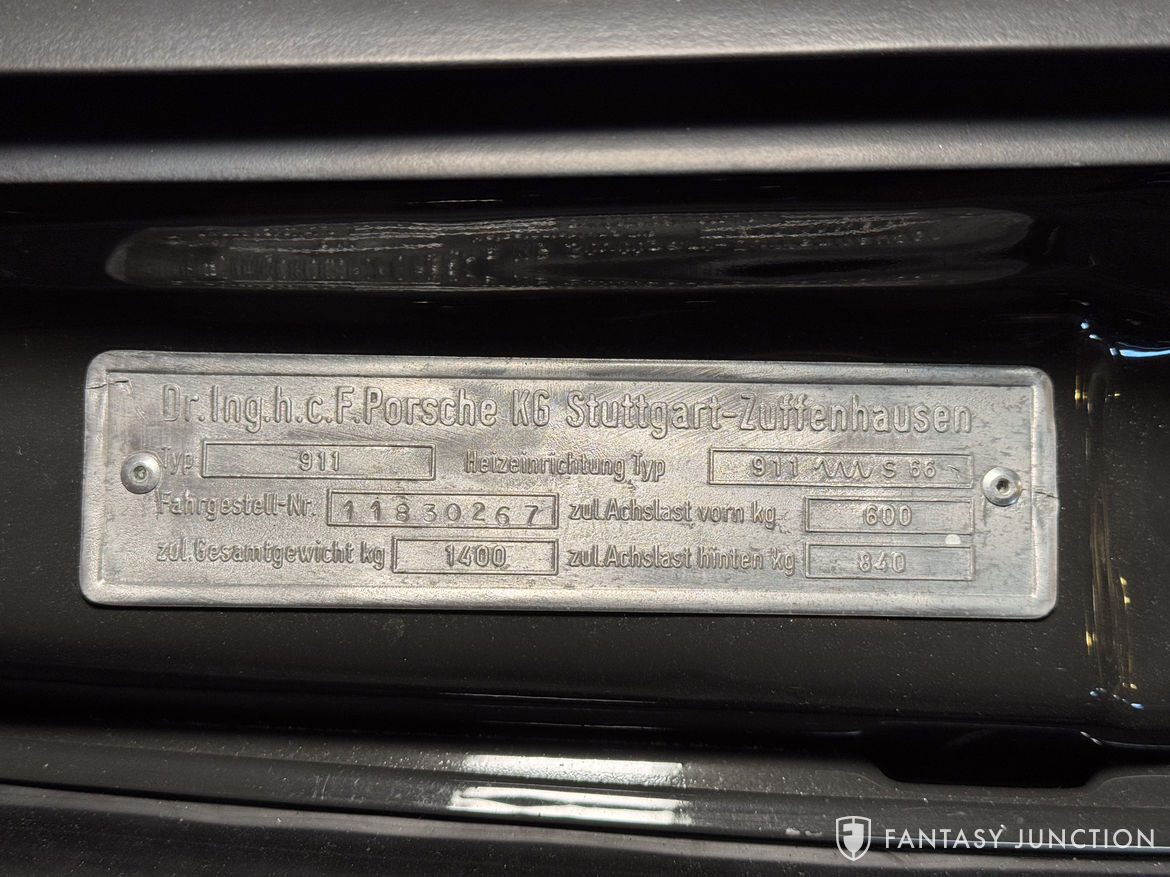 Dr.Ing.h.c.F.Porsche KG Stuttgart-Zuffenhausen
Typ 911 Heizeinrichtung Typ 911 S 66
Fahrgestell-Nr. 11830267 zul.Achslast vorn kg 600
zul.Gesamtgewicht kg 1400 zul.Achslast hinten kg 840
FANTASY JUNCTION